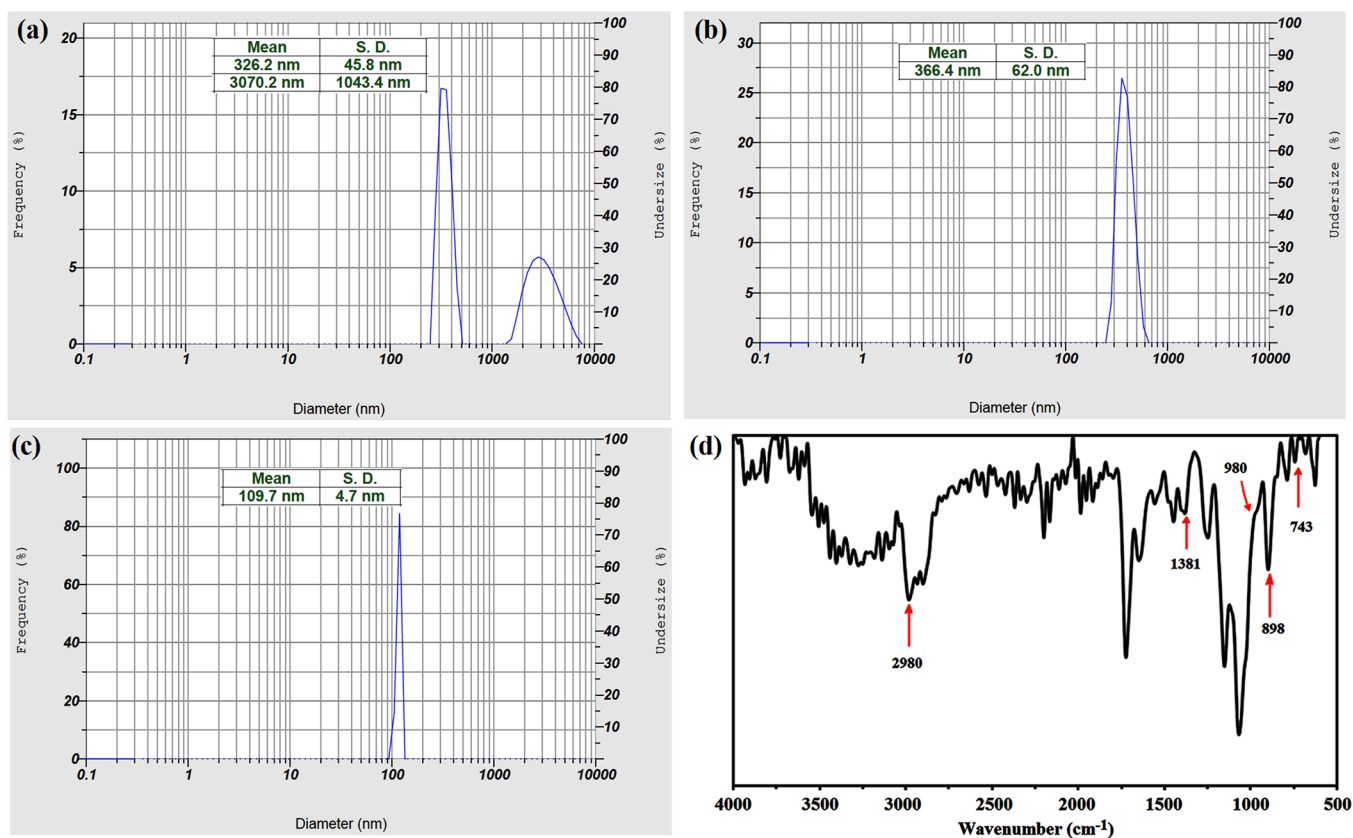 (a)
Mean S. D.
326.2 nm 45.8 nm
3070.2 nm 1043.4 nm
Frequency (%)
20
15
10
5
0
Undersize (%)
100
90
80
70
60
50
40
30
20
10
0.1 1 10 100 1000 10000
Diameter (nm)
(b)
Mean S. D.
366.4 nm 62.0 nm
Frequency (%)
30
25
20
15
10
5
0
Undersize (%)
100
90
80
70
60
50
40
30
20
10
0.1 1 10 100 1000 10000
Diameter (nm)
(c)
Mean S. D.
109.7 nm 4.7 nm
Frequency (%)
100
80
60
40
20
0
Undersize (%)
100
90
80
70
60
50
40
30
20
10
0.1 1 10 100 1000 10000
Diameter (nm)
(d)
980
743
1381
898
2980
4000 3500 3000 2500 2000 1500 1000 500
Wavenumber (cm⁻¹)